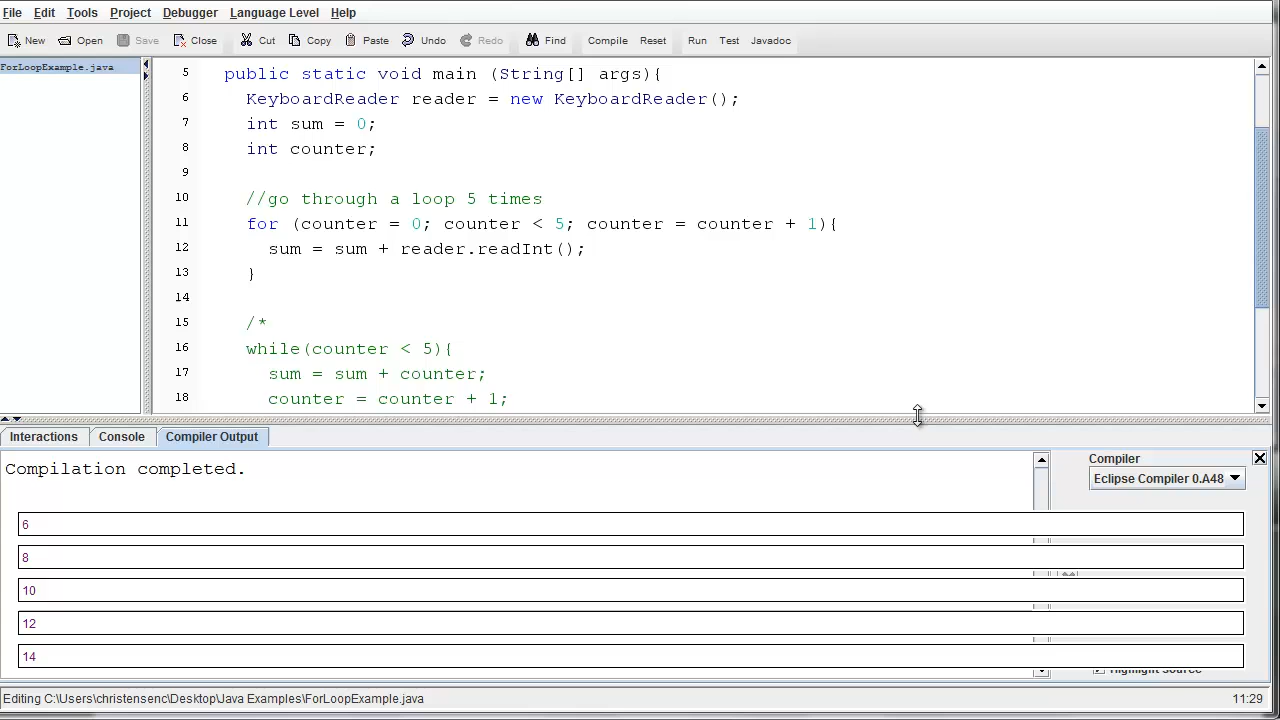 File Edit Tools Project Debugger Language Level Help
New Open Save Close Cut Copy Paste Undo Redo Find Compile Reset Run Test Javadoc
ForLoopExample.java
5 public static void main (String[] args){
6 KeyboardReader reader = new KeyboardReader();
7 int sum = 0;
8 int counter;
9
10 //go through a loop 5 times
11 for (counter = 0; counter < 5; counter = counter + 1){
12 sum = sum + reader.readInt();
13 }
14
15 /*
16 while(counter < 5){
17 sum = sum + counter;
18 counter = counter + 1;
Interactions Console Compiler Output
Compilation completed.
Compiler
Eclipse Compiler 0.A48
6
8
10
12
14
Highlight source
Editing C:\Users\christensenc\Desktop\Java Examples\ForLoopExample.java 11:29